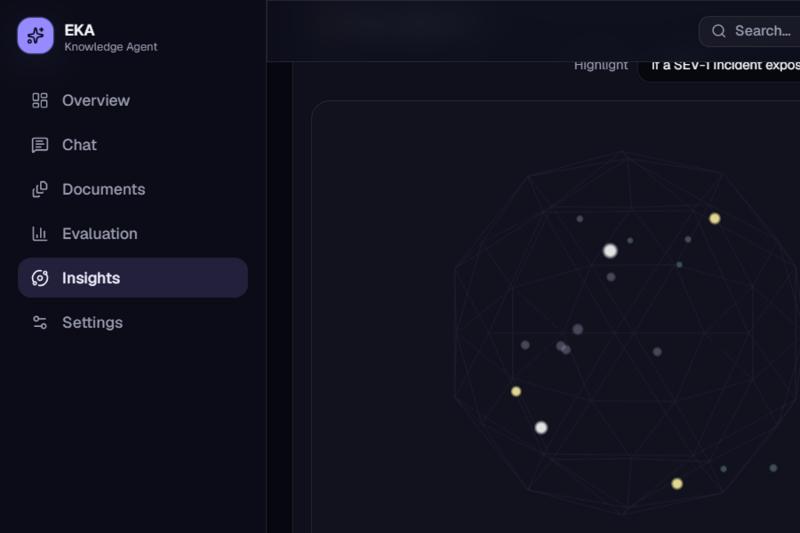 EKA
Knowledge Agent
Search...
Highlight
If a SEV-1 incident expos
Overview
Chat
Documents
Evaluation
Insights
Settings